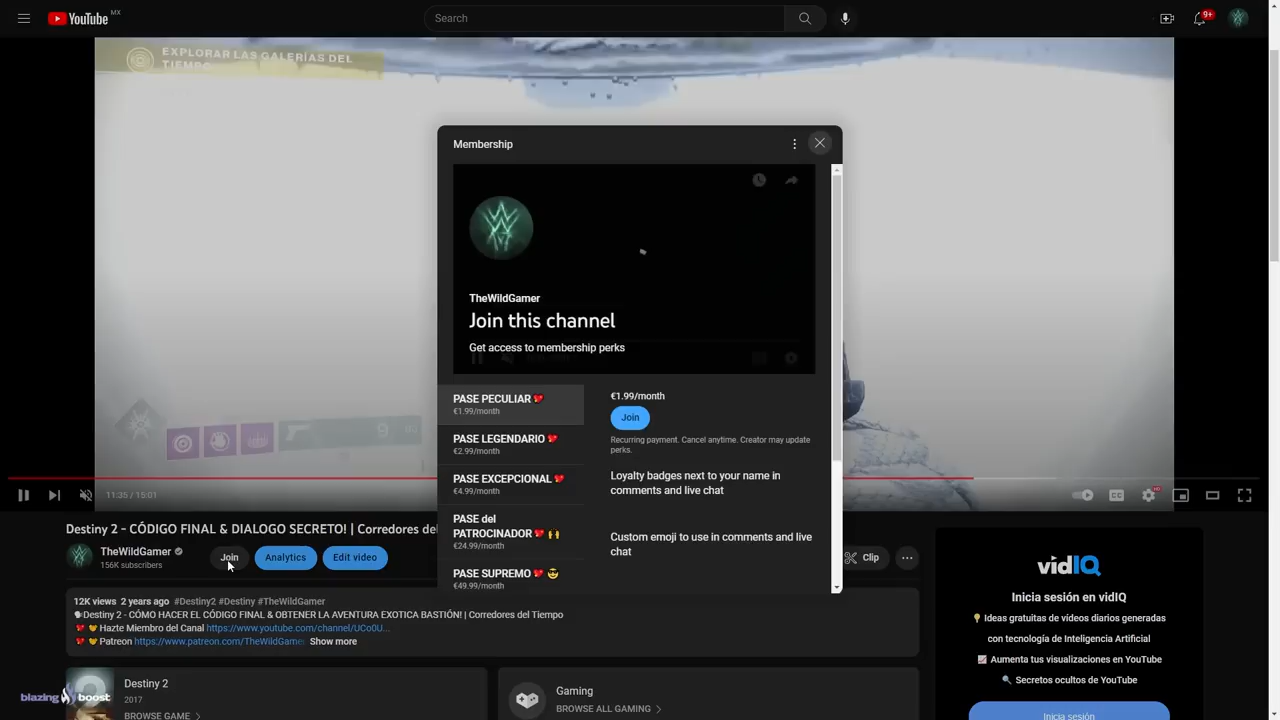 YouTube MX
Search
9+
EXPLORAR LAS GALERÍAS DEL
TIEMPO
Membership
TheWildGamer
Join this channel
Get access to membership perks
PASE PECULIAR 💖
€1.99/month
PASE LEGENDARIO 💖
€2.99/month
PASE EXCEPCIONAL 💖
€4.99/month
PASE del
PATROCINADOR 💖 🙌
€24.99/month
PASE SUPREMO 💖 😎
€49.99/month
€1.99/month
Join
Recurring payment. Cancel anytime. Creator may update
perks.
Loyalty badges next to your name in
comments and live chat
Custom emoji to use in comments and live
chat
9
11:35 / 15:01
CC
HD
Destiny 2 - CÓDIGO FINAL & DIALOGO SECRETO! | Corredores del
TheWildGamer
156K subscribers
Join
Analytics
Edit video
Clip
12K views 2 years ago #Destiny2 #Destiny #TheWildGamer
Destiny 2 - CÓMO HACER EL CÓDIGO FINAL & OBTENER LA AVENTURA EXOTICA BASTIÓN! | Corredores del Tiempo
Hazte Miembro del Canal https://www.youtube.com/channel/UCo0U...
Patreon https://www.patreon.com/TheWildGame... Show more
Destiny 2
2017
BROWSE GAME
Gaming
BROWSE ALL GAMING
blazing boost
vidIQ
Inicia sesión en vidIQ
💡 Ideas gratuitas de vídeos diarios generadas
con tecnología de Inteligencia Artificial
📈 Aumenta tus visualizaciones en YouTube
🔍 Secretos ocultos de YouTube
Inicia sesión